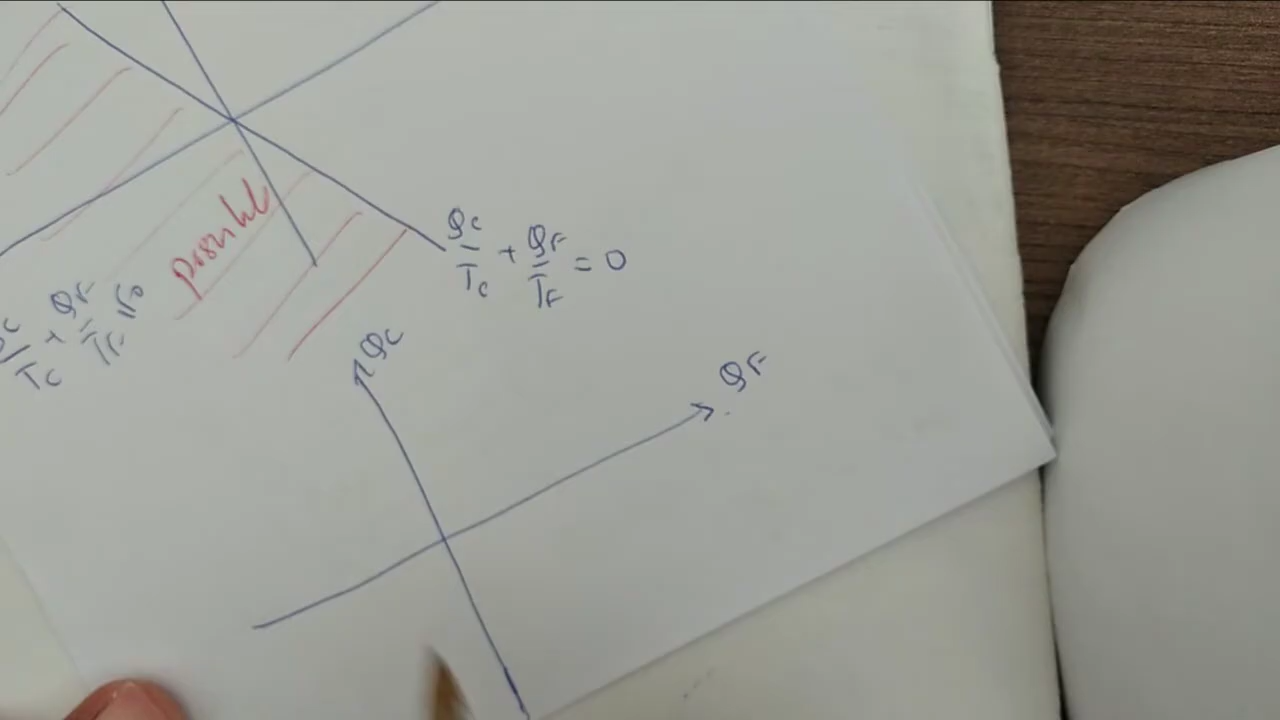 possible
Qc/Tc + QF/TF = 0
Qc/Tc + QF/TF ≤ 0
Qc
QF